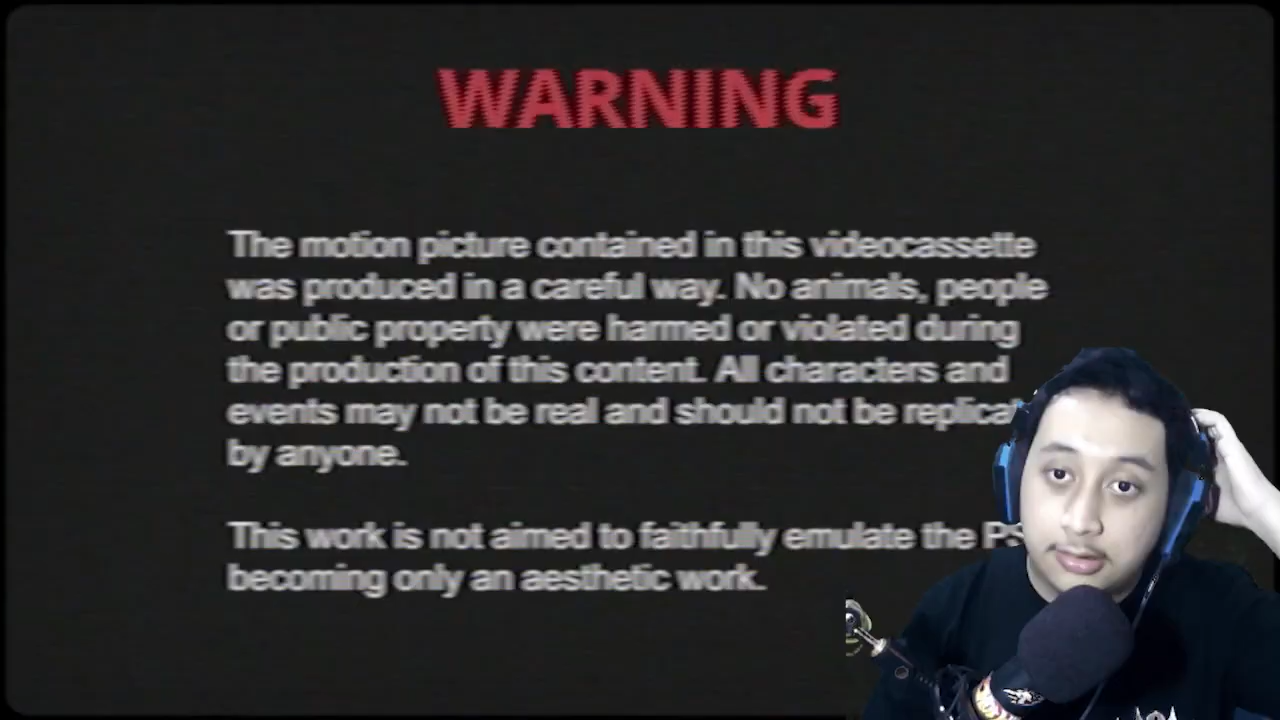 WARNING
The motion picture contained in this videocassette
was produced in a careful way. No animals, people
or public property were harmed or violated during
the production of this content. All characters and
events may not be real and should not be replicat
by anyone.
This work is not aimed to faithfully emulate the PS
becoming only an aesthetic work.